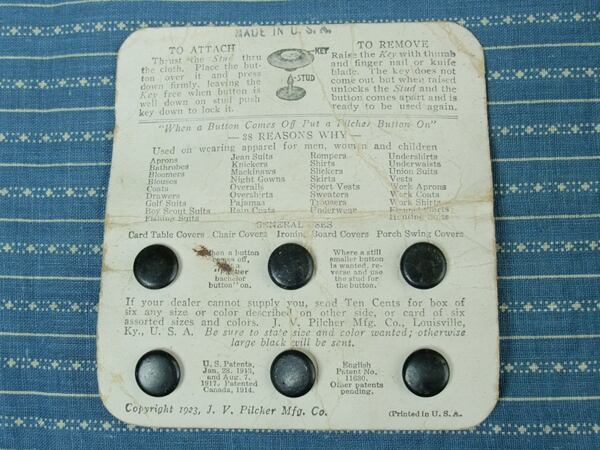 MADE IN U. S. A.
TO ATTACH
Thrust the Stud thru
the cloth. Place the but-
ton over it and press
down firmly, leaving the
Key free when button is
well down on stud push
key down to lock it.
KEY
STUD
TO REMOVE
Raise the Key with thumb
and finger nail or knife
blade. The key does not
come out but when raised
unlocks the Stud and the
button comes apart and is
ready to be used again.
"When a Button Comes Off Put a Pilcher Button On"
— 38 REASONS WHY —
Used on wearing apparel for men, women and children
Aprons
Bathrobes
Bloomers
Blouses
Coats
Drawers
Golf Suits
Boy Scout Suits
Bathing Suits
Jean Suits
Knickers
Mackinaws
Night Gowns
Overalls
Overshirts
Pajamas
Rain Coats
Rompers
Shirts
Slickers
Skirts
Sport Vests
Sweaters
Trousers
Underwear
Undershirts
Underwaists
Union Suits
Vests
Work Aprons
Work Coats
Work Shirts
Suits
Hunting Suits
GENERAL USES
Card Table Covers Chair Covers Ironing Board Covers Porch Swing Covers
When a button
comes off,
bachelor
button" on.
Where a still
smaller button
is wanted, re-
verse and use
the stud for
the button.
If your dealer cannot supply you, send Ten Cents for box of
six any size or color described on other side, or card of six
assorted sizes and colors. J. V. Pilcher Mfg. Co., Louisville,
Ky., U. S. A. Be sure to state size and color wanted; otherwise
large black will be sent.
U. S. Patents,
Jan. 28, 1913,
and Aug. 7,
1917. Patented
Canada, 1914.
English
Patent No.
11680.
Other patents
pending.
Copyright 1923, J. V. Pilcher Mfg. Co.
(Printed in U. S. A.